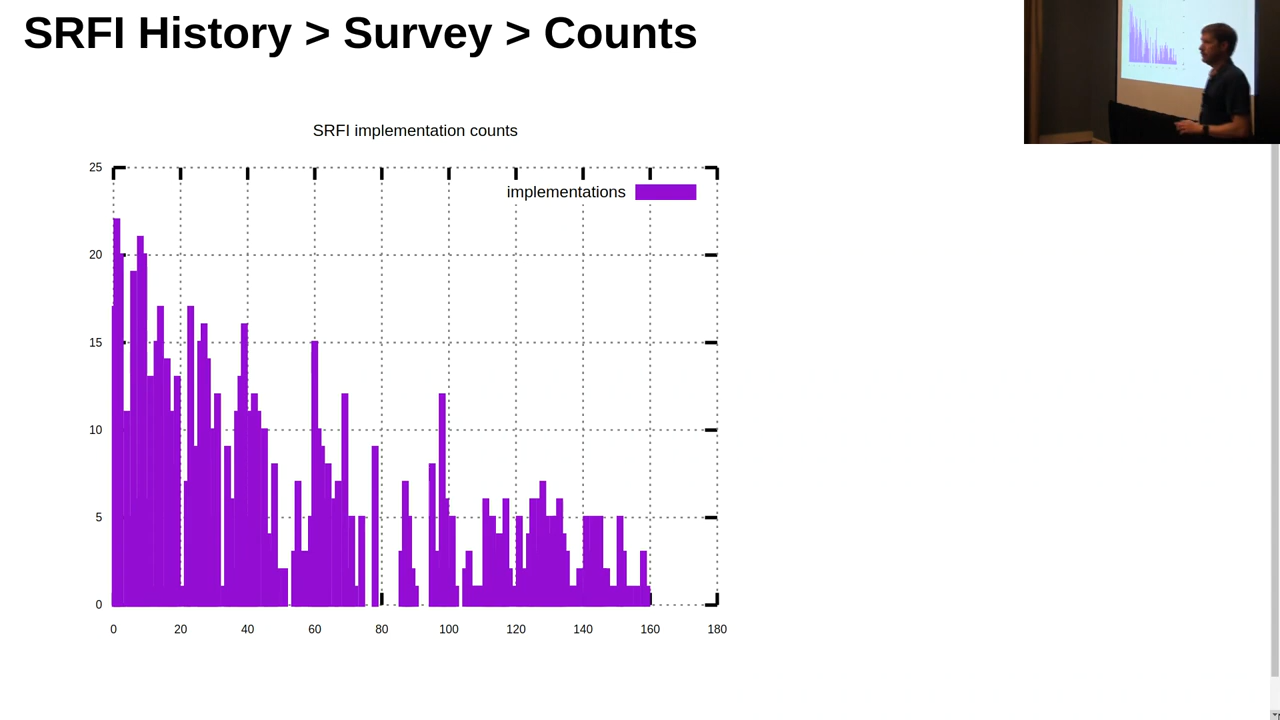 SRFI History > Survey > Counts
SRFI implementation counts
implementations
25
20
15
10
5
0
0 20 40 60 80 100 120 140 160 180